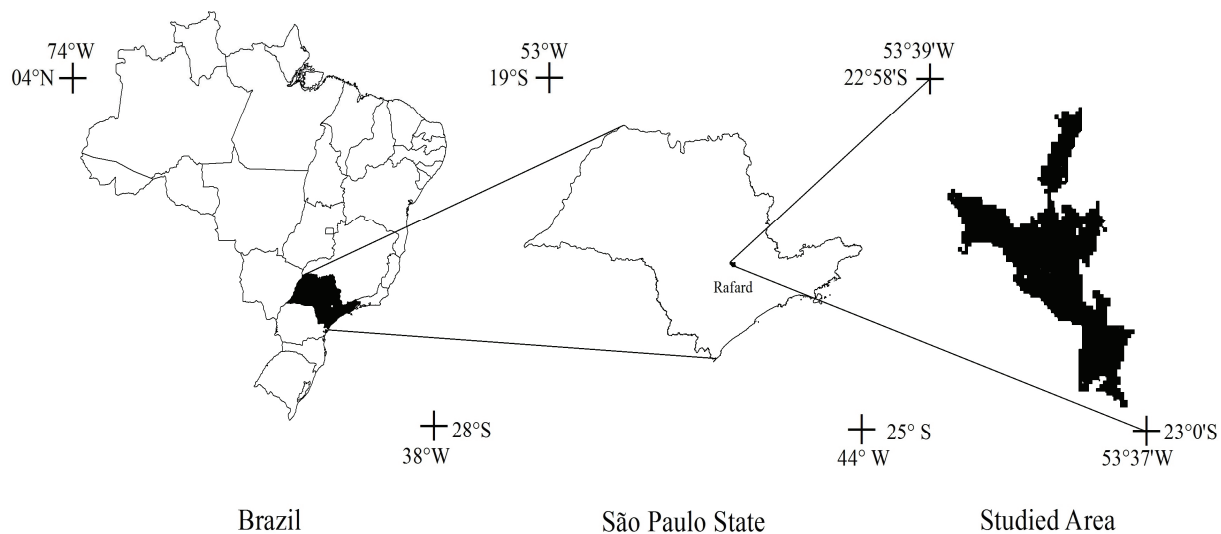 74°W
04°N
53°W
19°S
53°39'W
22°58'S
Rafard
28°S
38°W
25° S
44° W
23°0'S
53°37'W
Brazil
São Paulo State
Studied Area